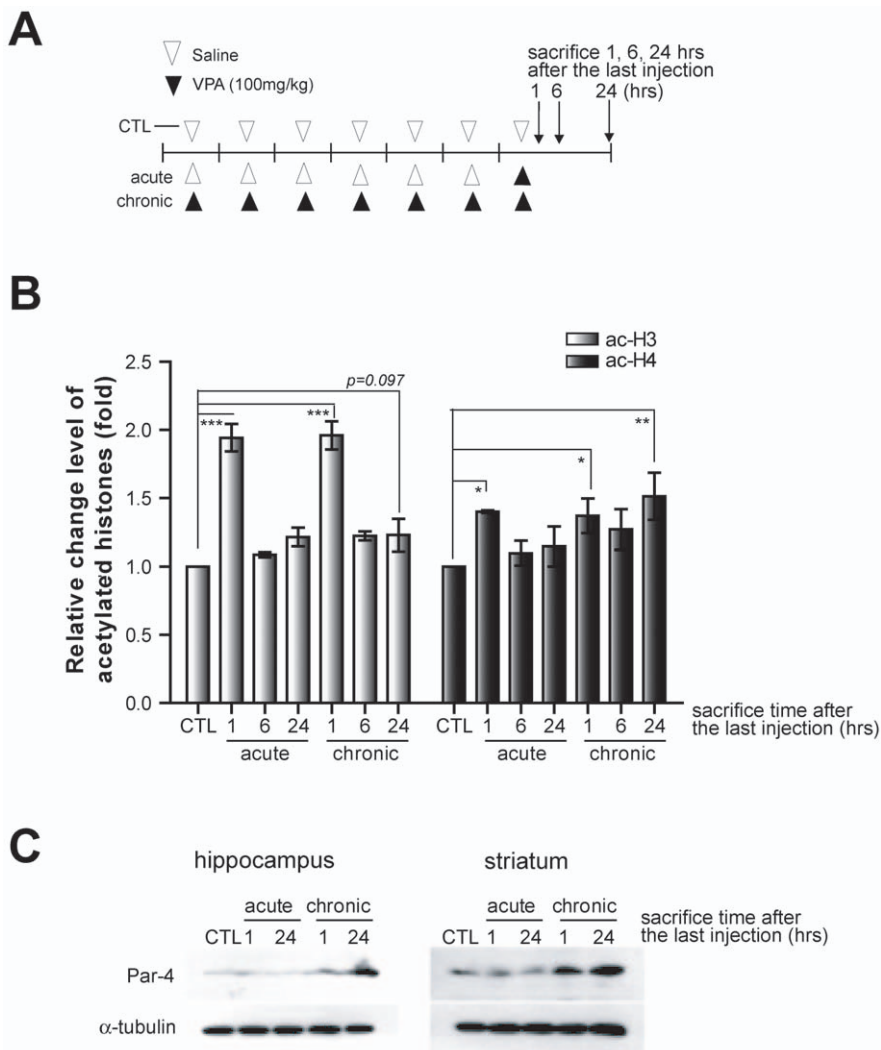 A
Saline
VPA (100mg/kg)
sacrifice 1, 6, 24 hrs
after the last injection
1 6 24 (hrs)
CTL
acute
chronic
B
ac-H3
ac-H4
Relative change level of
acetylated histones (fold)
2.5
2.0
1.5
1.0
0.5
0.0
p=0.097
*** ***
* * **
CTL 1 6 24 1 6 24 CTL 1 6 24 1 6 24
acute chronic acute chronic
sacrifice time after
the last injection (hrs)
C
hippocampus striatum
acute chronic acute chronic
CTL 1 24 1 24 CTL 1 24 1 24
sacrifice time after
the last injection (hrs)
Par-4
α-tubulin